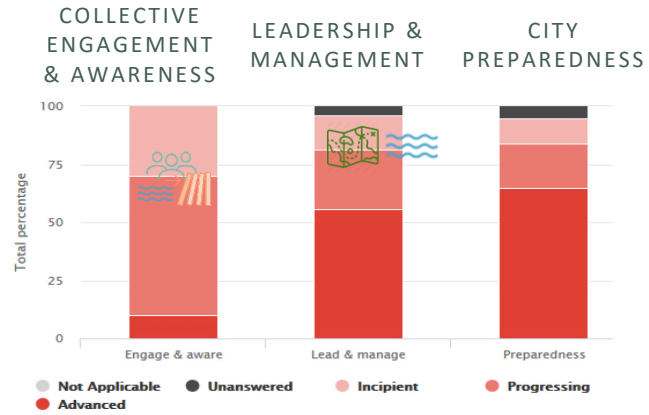 COLLECTIVE
ENGAGEMENT
& AWARENESS
LEADERSHIP &
MANAGEMENT
CITY
PREPAREDNESS
Total percentage
100
75
50
25
0
Engage & aware
Lead & manage
Preparedness
Not Applicable
Unanswered
Incipient
Progressing
Advanced